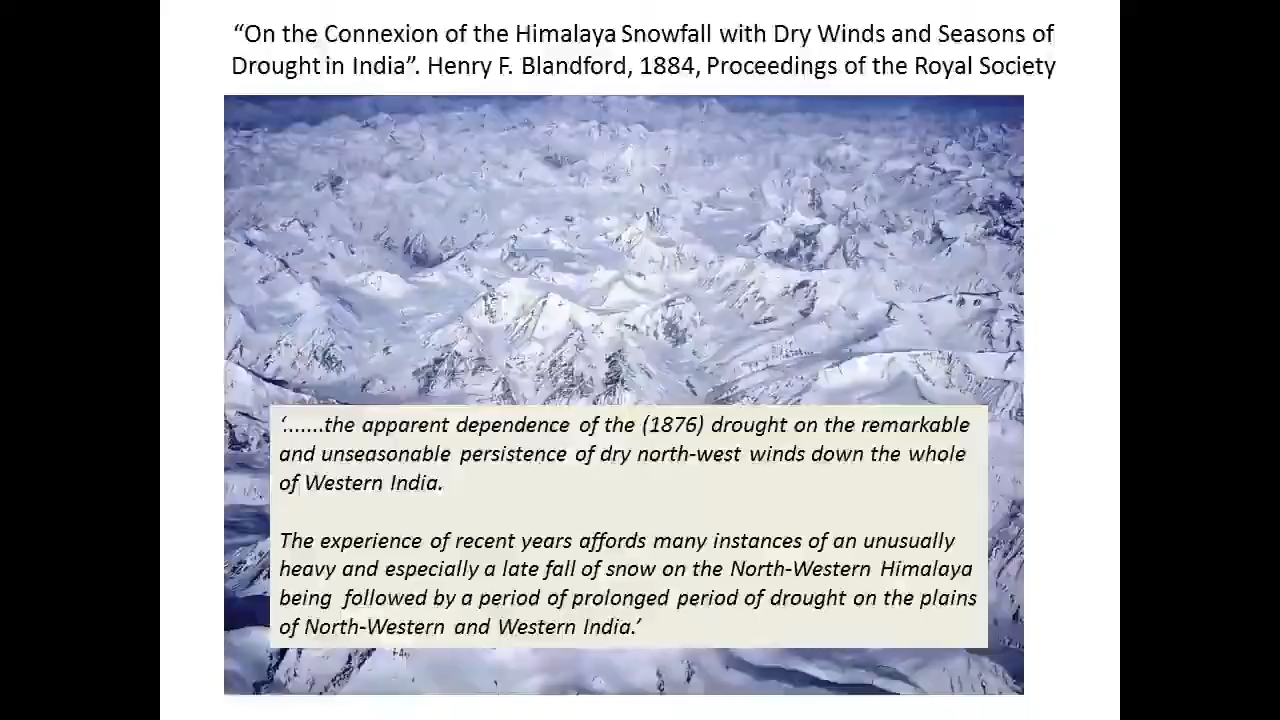 “On the Connexion of the Himalaya Snowfall with Dry Winds and Seasons of
Drought in India”. Henry F. Blandford, 1884, Proceedings of the Royal Society
‘.......the apparent dependence of the (1876) drought on the remarkable
and unseasonable persistence of dry north-west winds down the whole
of Western India.
The experience of recent years affords many instances of an unusually
heavy and especially a late fall of snow on the North-Western Himalaya
being followed by a period of prolonged period of drought on the plains
of North-Western and Western India.’